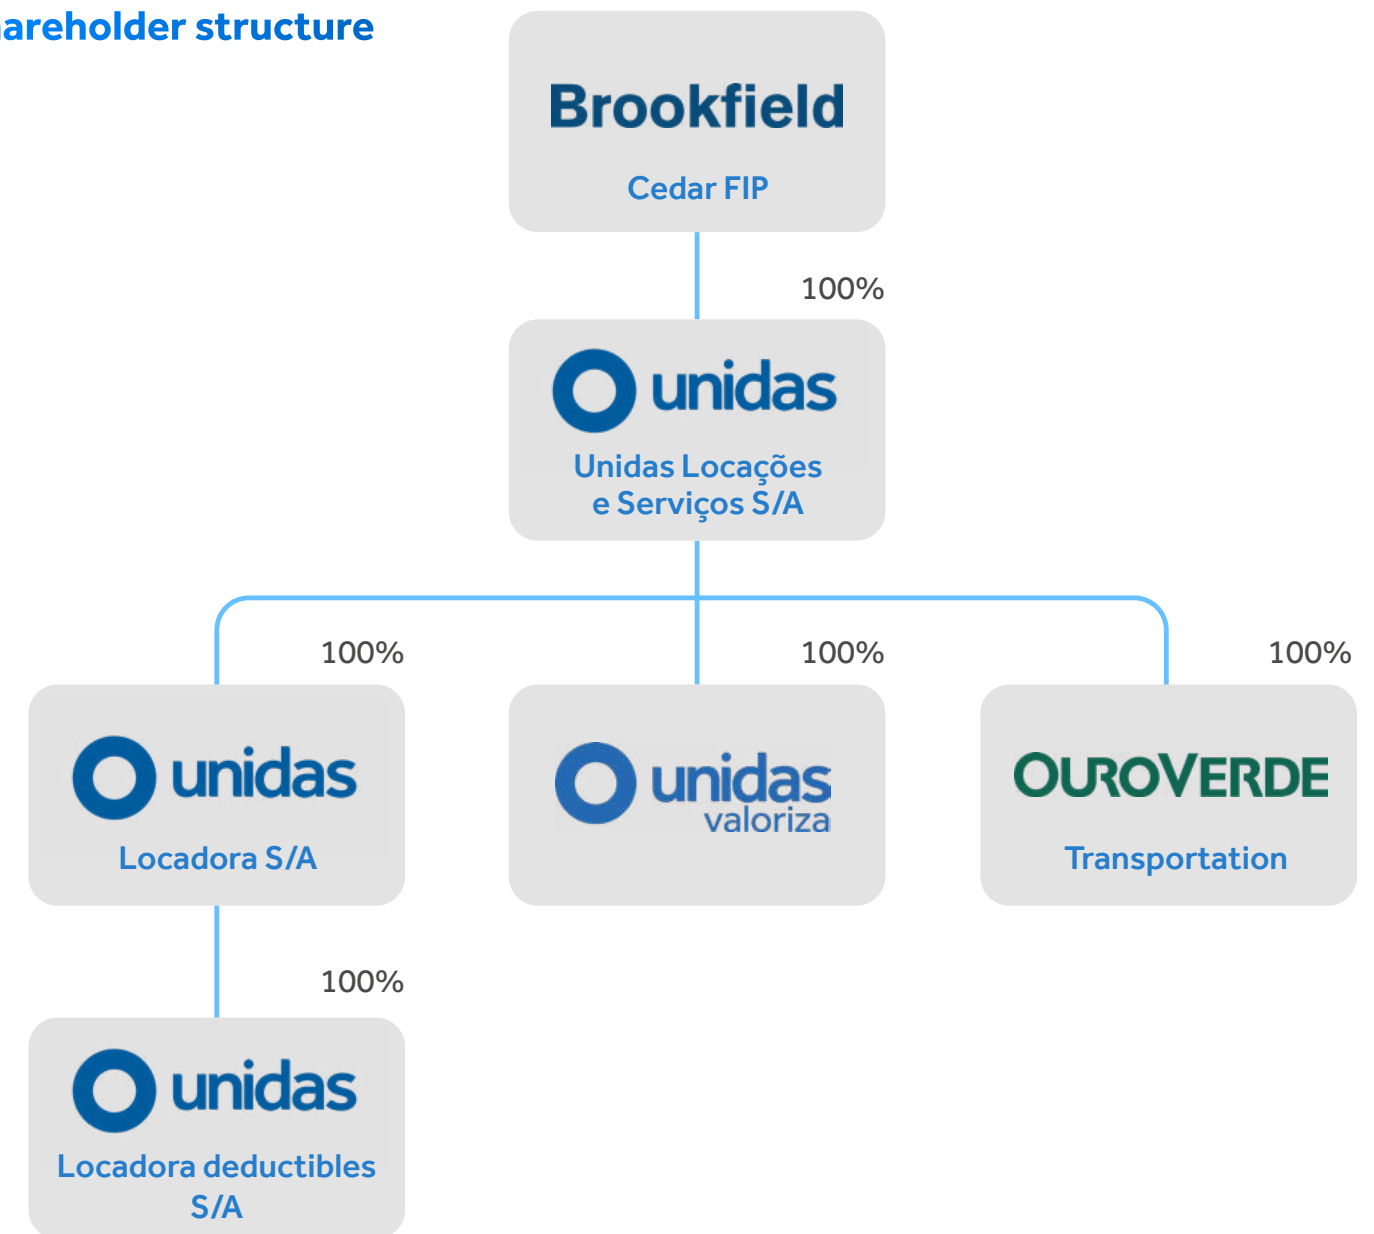 areholder structure
Brookfield
Cedar FIP
100%
unidas
Unidas Locações
e Serviços S/A
100%
100%
100%
unidas
Locadora S/A
unidas
valoriza
OUROVERDE
Transportation
100%
unidas
Locadora deductibles
S/A